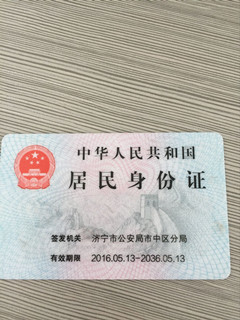 中华人民共和国
居民身份证
签发机关 济宁市公安局市中区分局
有效期限 2016.05.13-2036.05.13